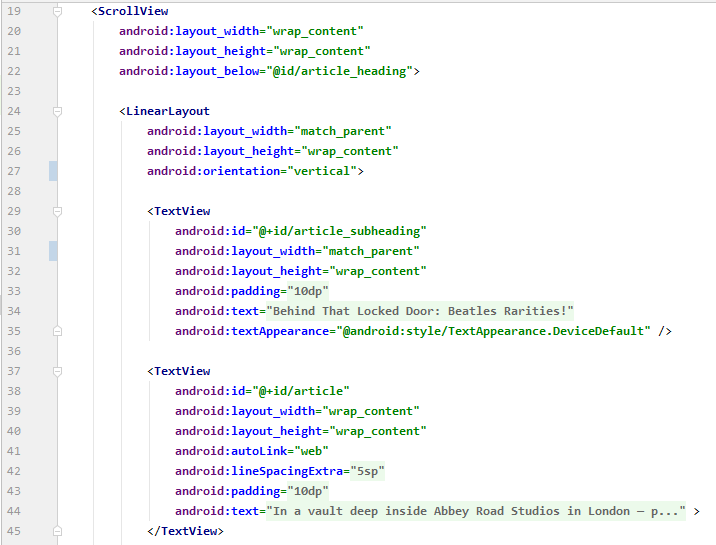 19 <ScrollView
20 android:layout_width="wrap_content"
21 android:layout_height="wrap_content"
22 android:layout_below="@id/article_heading">
23
24 <LinearLayout
25 android:layout_width="match_parent"
26 android:layout_height="wrap_content"
27 android:orientation="vertical">
28
29 <TextView
30 android:id="@+id/article_subheading"
31 android:layout_width="match_parent"
32 android:layout_height="wrap_content"
33 android:padding="10dp"
34 android:text="Behind That Locked Door: Beatles Rarities!"
35 android:textAppearance="@android:style/TextAppearance.DeviceDefault" />
36
37 <TextView
38 android:id="@+id/article"
39 android:layout_width="wrap_content"
40 android:layout_height="wrap_content"
41 android:autoLink="web"
42 android:lineSpacingExtra="5sp"
43 android:padding="10dp"
44 android:text="In a vault deep inside Abbey Road Studios in London — p..." >
45 </TextView>